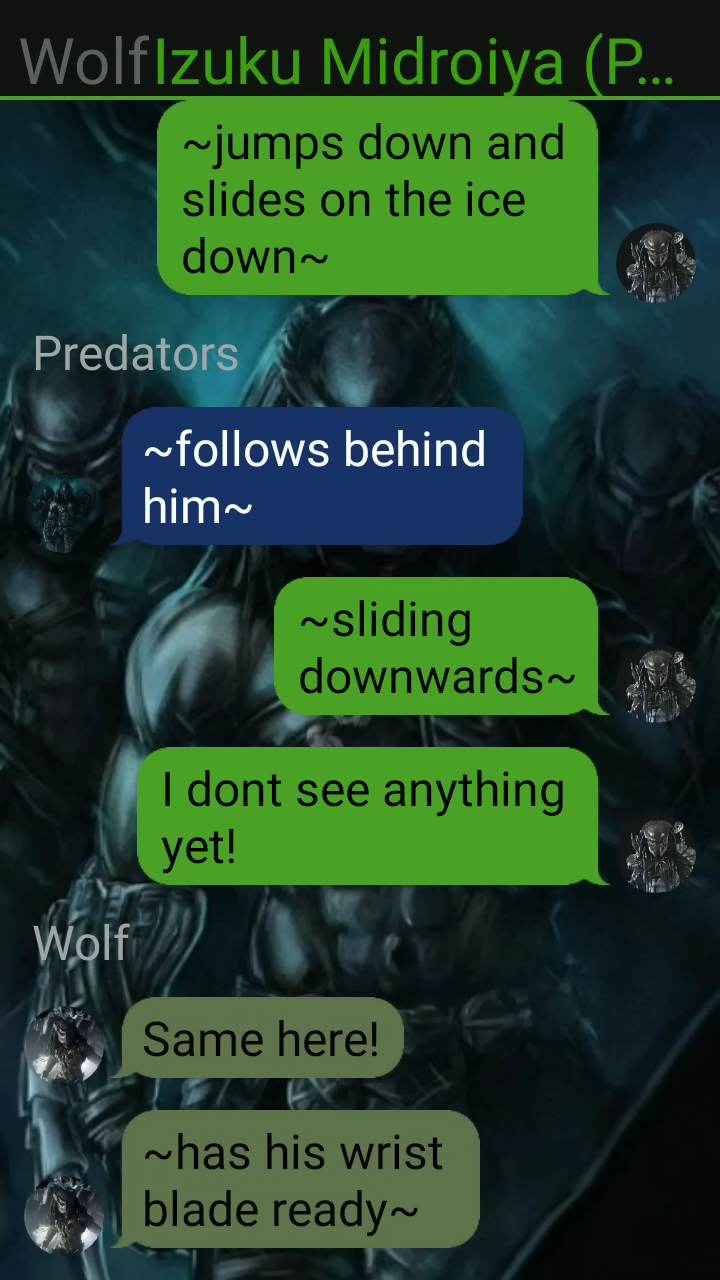 WolfIzuku Midroiya (P...
~jumps down and
slides on the ice
down~
Predators
~follows behind
him~
~sliding
downwards~
I dont see anything
yet!
Wolf
Same here!
~has his wrist
blade ready~